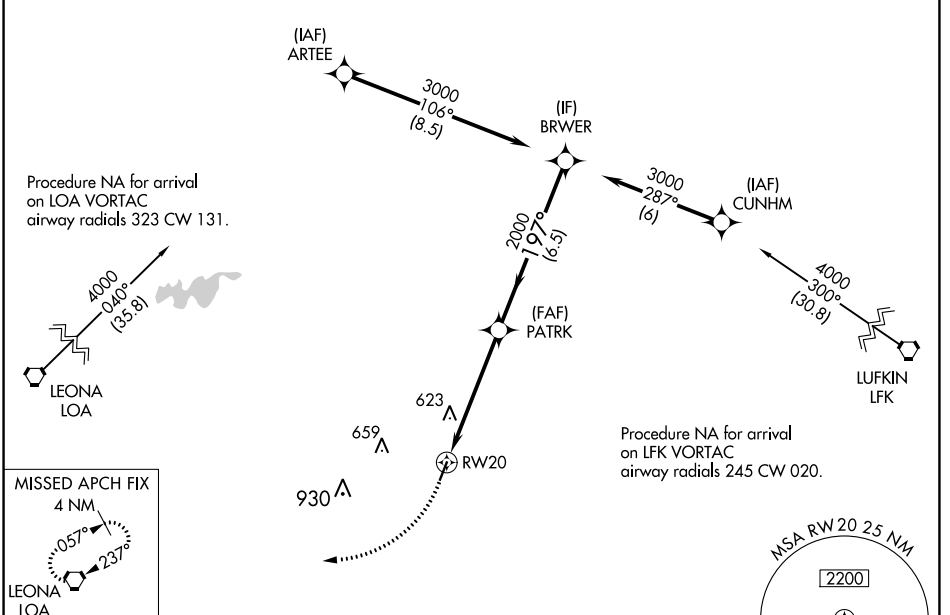 (IAF)
ARTEE
3000
106°
(8.5)
(IF)
BRWER
3000
287°
(6)
(IAF)
CUNHM
Procedure NA for arrival
on LOA VORTAC
airway radials 323 CW 131.
4000
040°
(35.8)
LEONA
LOA
2000
197°
(6.5)
(FAF)
PATRK
4000
300°
(30.8)
LUFKIN
LFK
623
659
930
RW20
Procedure NA for arrival
on LFK VORTAC
airway radials 245 CW 020.
MISSED APCH FIX
4 NM
057°
237°
LEONA
LOA
MSA RW20 25 NM
2200